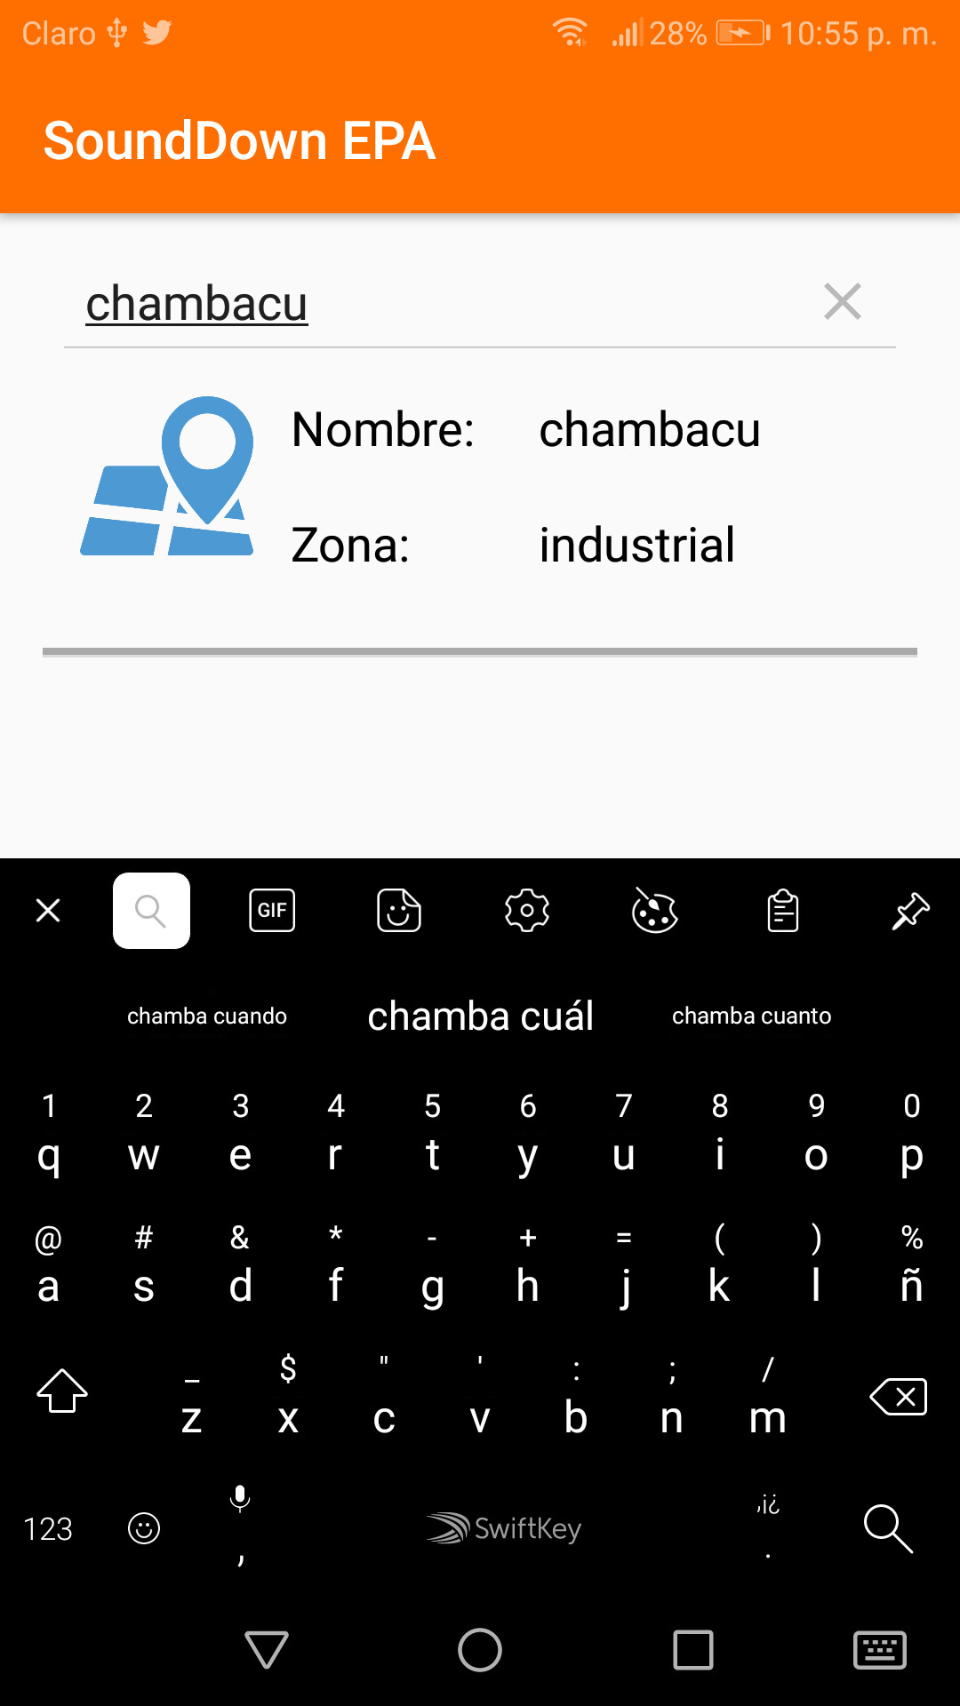 Claro 28% 10:55 p. m.
SoundDown EPA
chambacu
Nombre: chambacu
Zona: industrial
GIF
chamba cuando chamba cuál chamba cuanto
1 2 3 4 5 6 7 8 9 0
q w e r t y u i o p
@ # & * - + = ( ) %
a s d f g h j k l ñ
_ $ " ' : ; /
z x c v b n m
,¡¿
123 , SwiftKey .